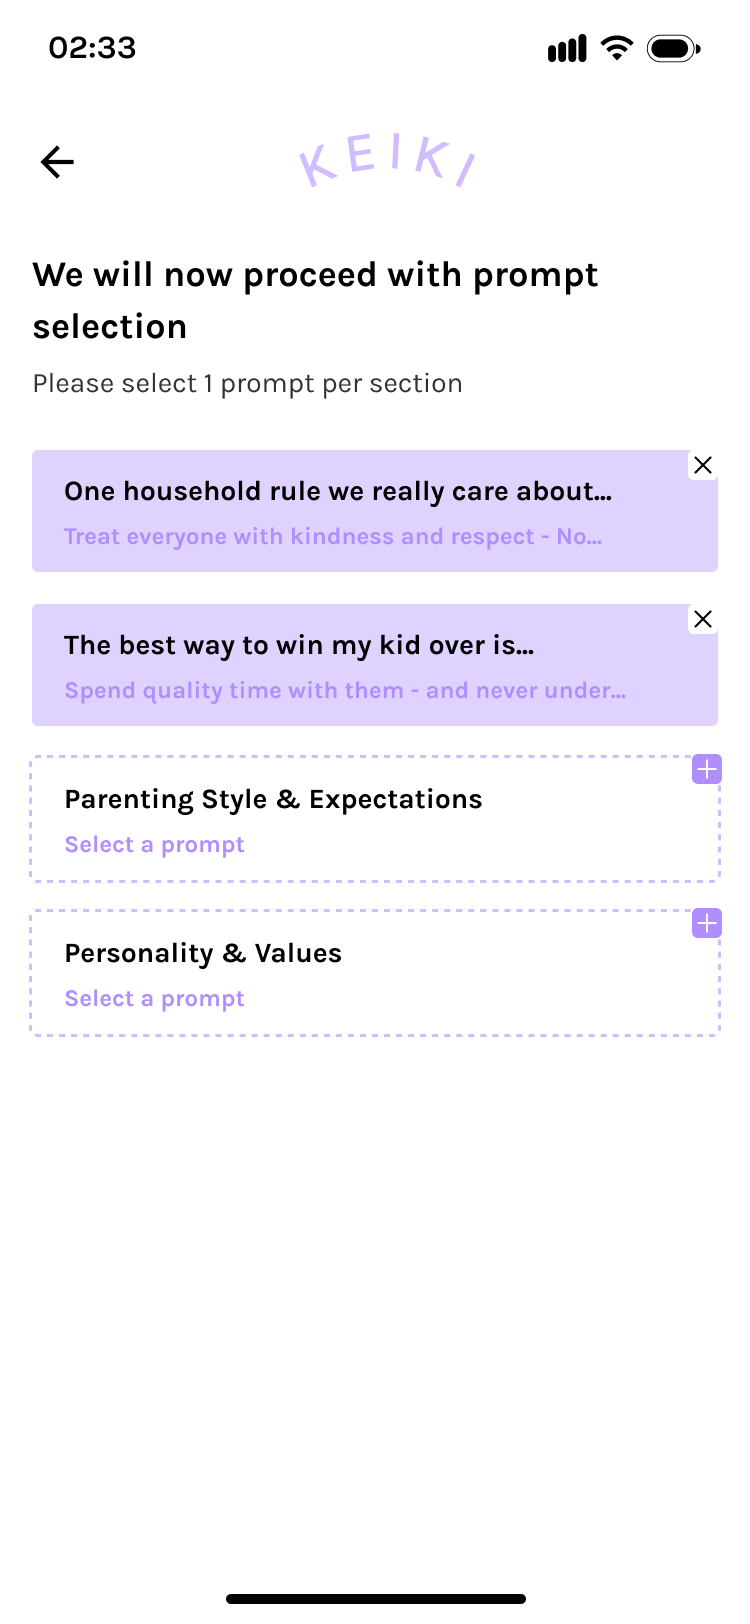 02:33
KEIKI
We will now proceed with prompt
selection
Please select 1 prompt per section
One household rule we really care about...
Treat everyone with kindness and respect - No...
The best way to win my kid over is...
Spend quality time with them - and never under...
Parenting Style & Expectations
Select a prompt
Personality & Values
Select a prompt